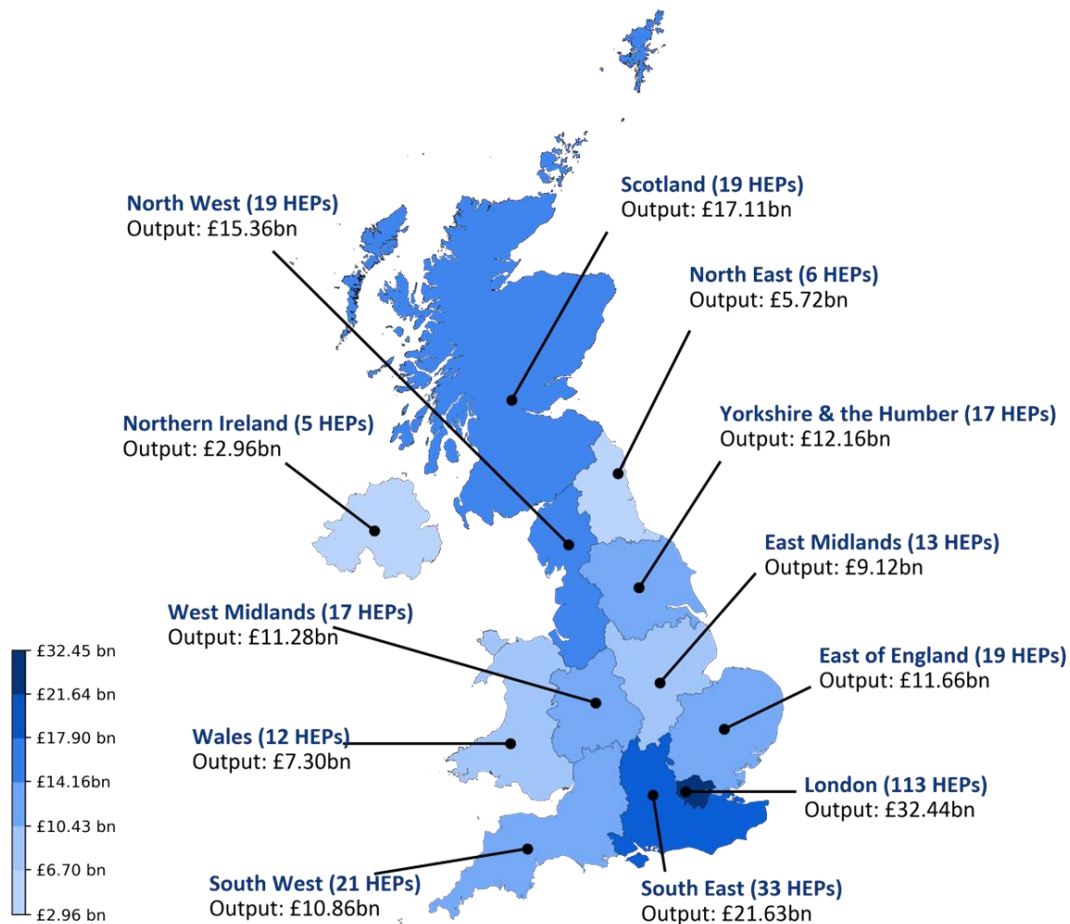 Scotland (19 HEPs)
Output: £17.11bn
North West (19 HEPs)
Output: £15.36bn
North East (6 HEPs)
Output: £5.72bn
Northern Ireland (5 HEPs)
Output: £2.96bn
Yorkshire & the Humber (17 HEPs)
Output: £12.16bn
East Midlands (13 HEPs)
Output: £9.12bn
West Midlands (17 HEPs)
Output: £11.28bn
East of England (19 HEPs)
Output: £11.66bn
Wales (12 HEPs)
Output: £7.30bn
London (113 HEPs)
Output: £32.44bn
South West (21 HEPs)
Output: £10.86bn
South East (33 HEPs)
Output: £21.63bn
£32.45 bn
£21.64 bn
£17.90 bn
£14.16bn
£10.43 bn
£6.70 bn
£2.96 bn